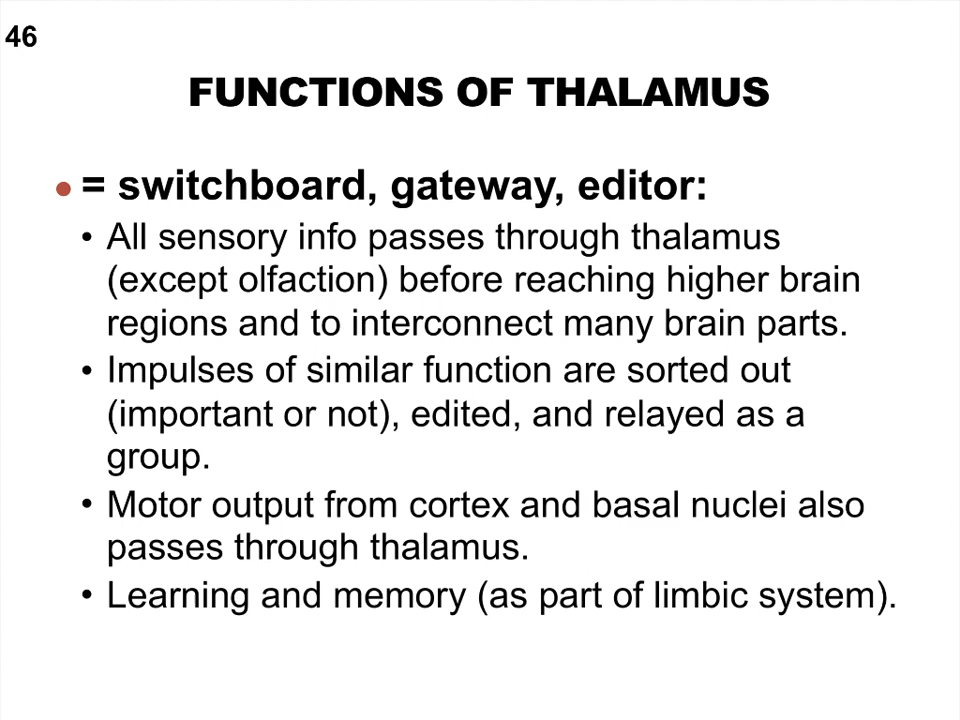 46
FUNCTIONS OF THALAMUS
● = switchboard, gateway, editor:
• All sensory info passes through thalamus
(except olfaction) before reaching higher brain
regions and to interconnect many brain parts.
• Impulses of similar function are sorted out
(important or not), edited, and relayed as a
group.
• Motor output from cortex and basal nuclei also
passes through thalamus.
• Learning and memory (as part of limbic system).